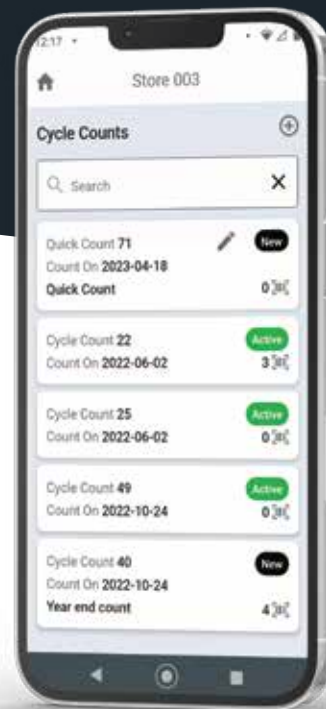 12:17
Store 003
Cycle Counts
Search
Quick Count 71
New
Count On 2023-04-18
Quick Count
0
Cycle Count 22
Active
Count On 2022-06-02
3
Cycle Count 25
Active
Count On 2022-06-02
0
Cycle Count 49
Active
Count On 2022-10-24
0
Cycle Count 40
New
Count On 2022-10-24
Year end count
4